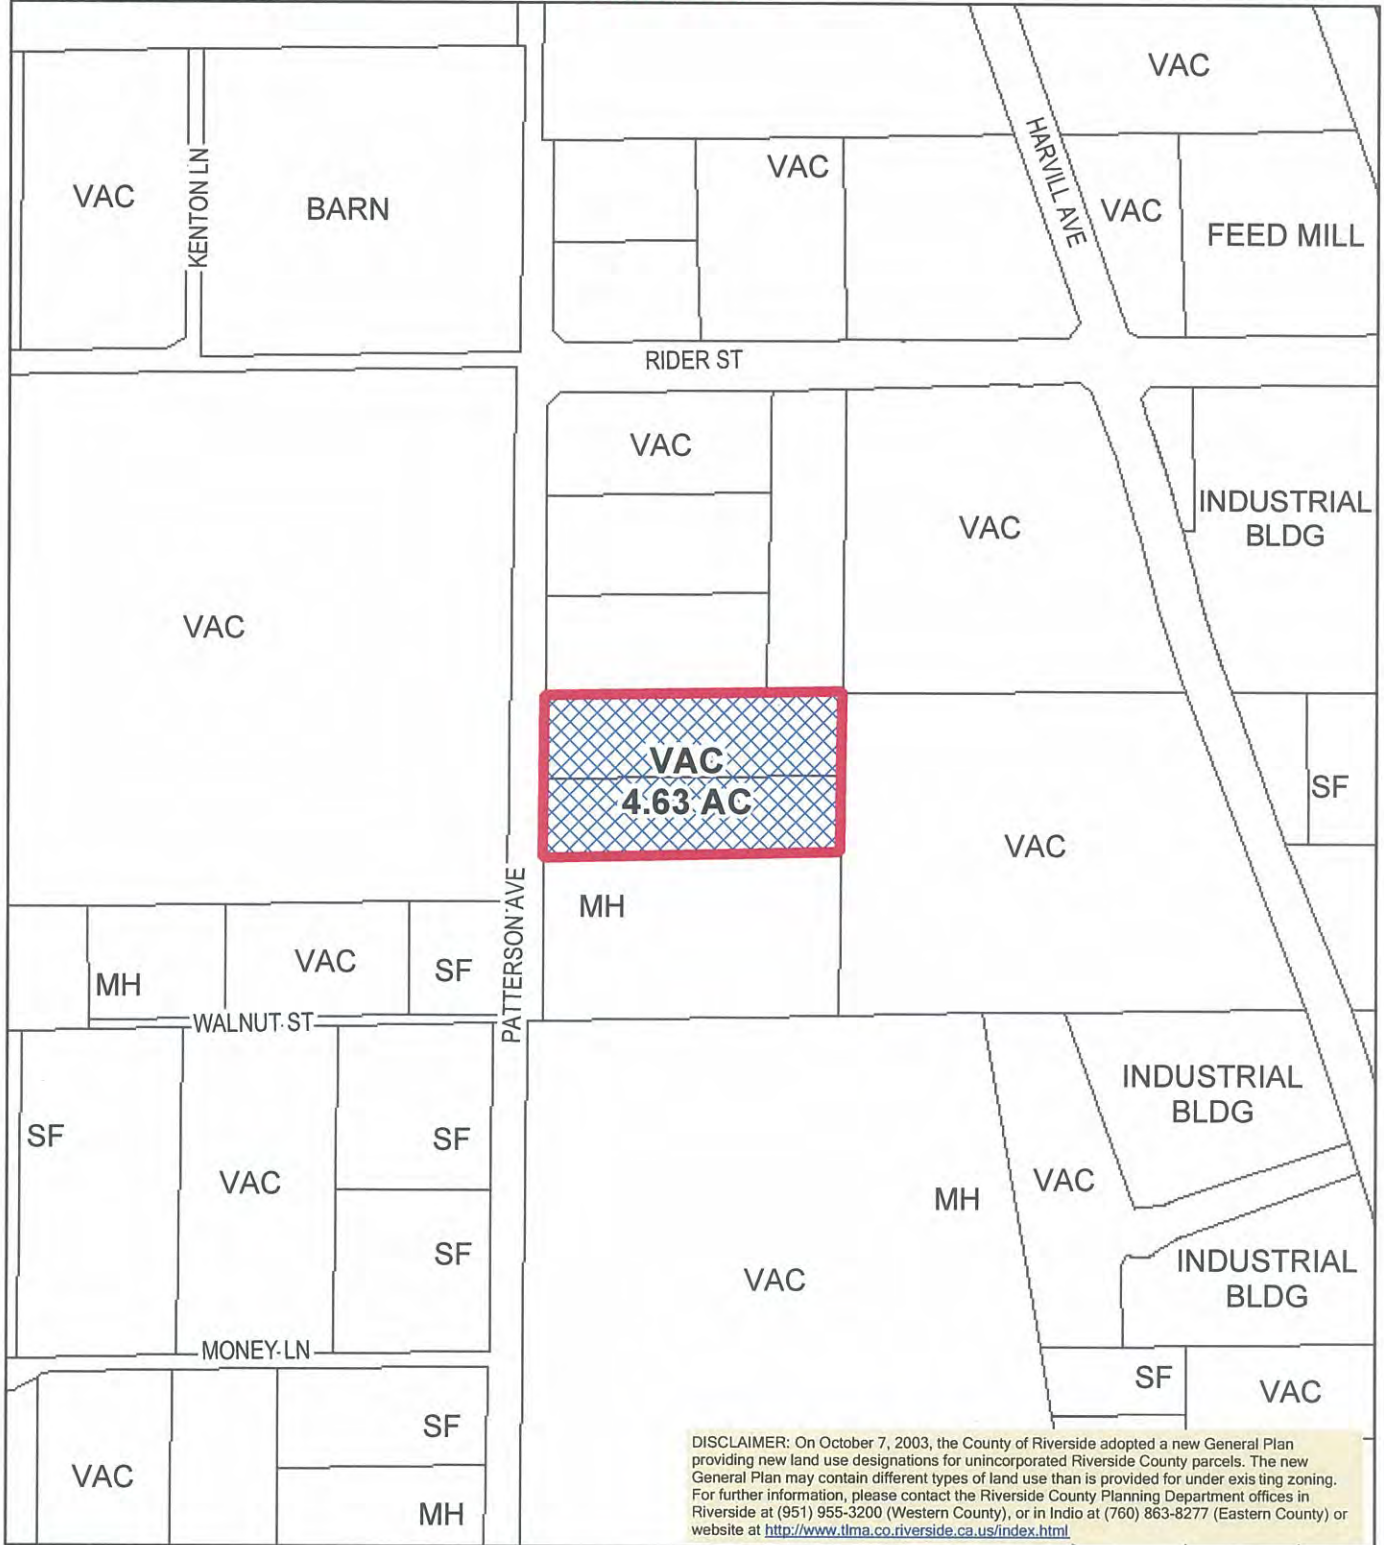 VAC
VAC
KENTON LN
BARN
VAC
HARVILL AVE
VAC
FEED MILL
RIDER ST
VAC
VAC
INDUSTRIAL
BLDG
VAC
VAC
4.63 AC
SF
VAC
PATTERSON AVE
MH
MH
VAC
SF
WALNUT ST
SF
SF
VAC
INDUSTRIAL
BLDG
MH
VAC
SF
VAC
INDUSTRIAL
BLDG
MONEY LN
SF
VAC
SF
VAC
MH
DISCLAIMER: On October 7, 2003, the County of Riverside adopted a new General Plan
providing new land use designations for unincorporated Riverside County parcels. The new
General Plan may contain different types of land use than is provided for under existing zoning.
For further information, please contact the Riverside County Planning Department offices in
Riverside at (951) 955-3200 (Western County), or in Indio at (760) 863-8277 (Eastern County) or
website at http://www.tlma.co.riverside.ca.us/index.html